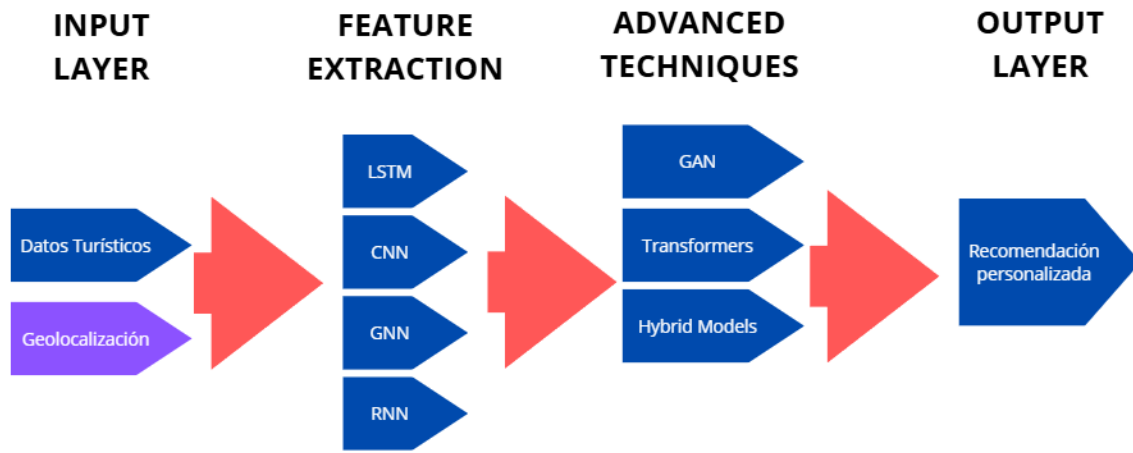 INPUT
LAYER
FEATURE
EXTRACTION
ADVANCED
TECHNIQUES
OUTPUT
LAYER
Datos Turísticos
Geolocalización
LSTM
CNN
GNN
RNN
GAN
Transformers
Hybrid Models
Recomendación
personalizada